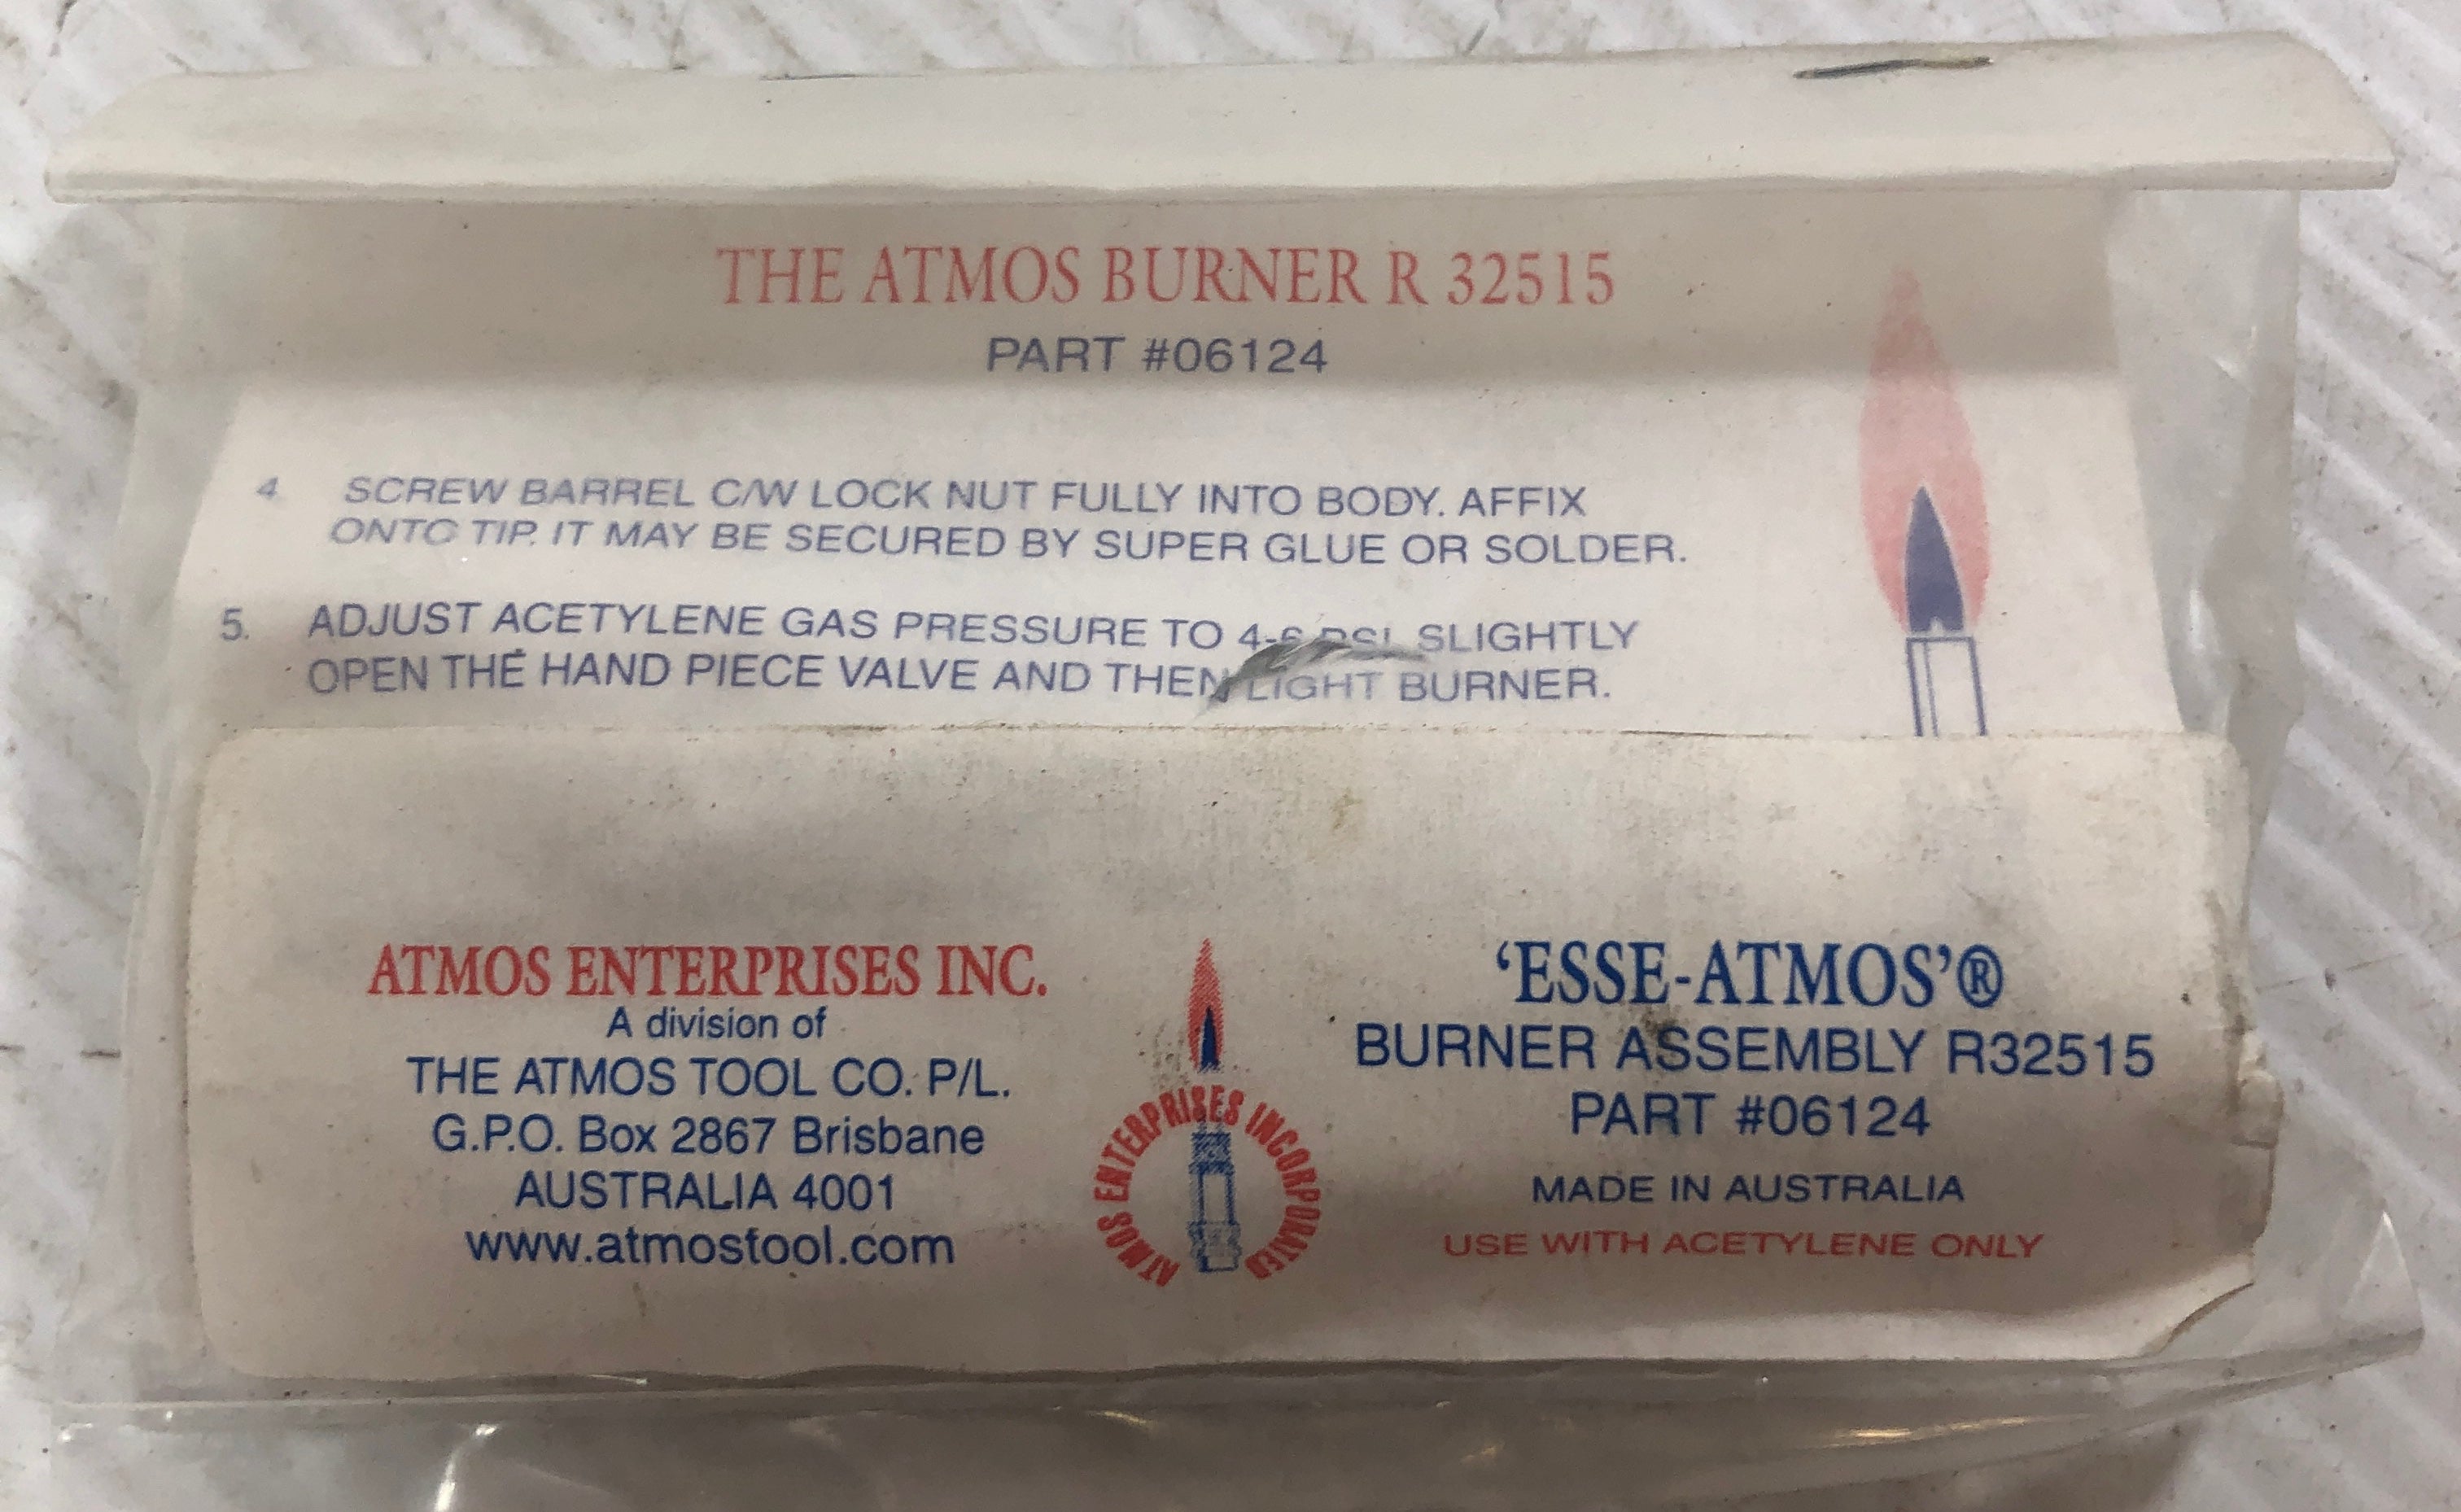 THE ATMOS BURNER R 32515
PART #06124
4 SCREW BARREL C/W LOCK NUT FULLY INTO BODY. AFFIX
ONTO TIP. IT MAY BE SECURED BY SUPER GLUE OR SOLDER.
5. ADJUST ACETYLENE GAS PRESSURE TO 4-6 PSI. SLIGHTLY
OPEN THE HAND PIECE VALVE AND THEN LIGHT BURNER.
ATMOS ENTERPRISES INC.
A division of
THE ATMOS TOOL CO. P/L.
G.P.O. Box 2867 Brisbane
AUSTRALIA 4001
www.atmostool.com
ATMOS ENTERPRISES INCORPORATED
‘ESSE-ATMOS’®
BURNER ASSEMBLY R32515
PART #06124
MADE IN AUSTRALIA
USE WITH ACETYLENE ONLY